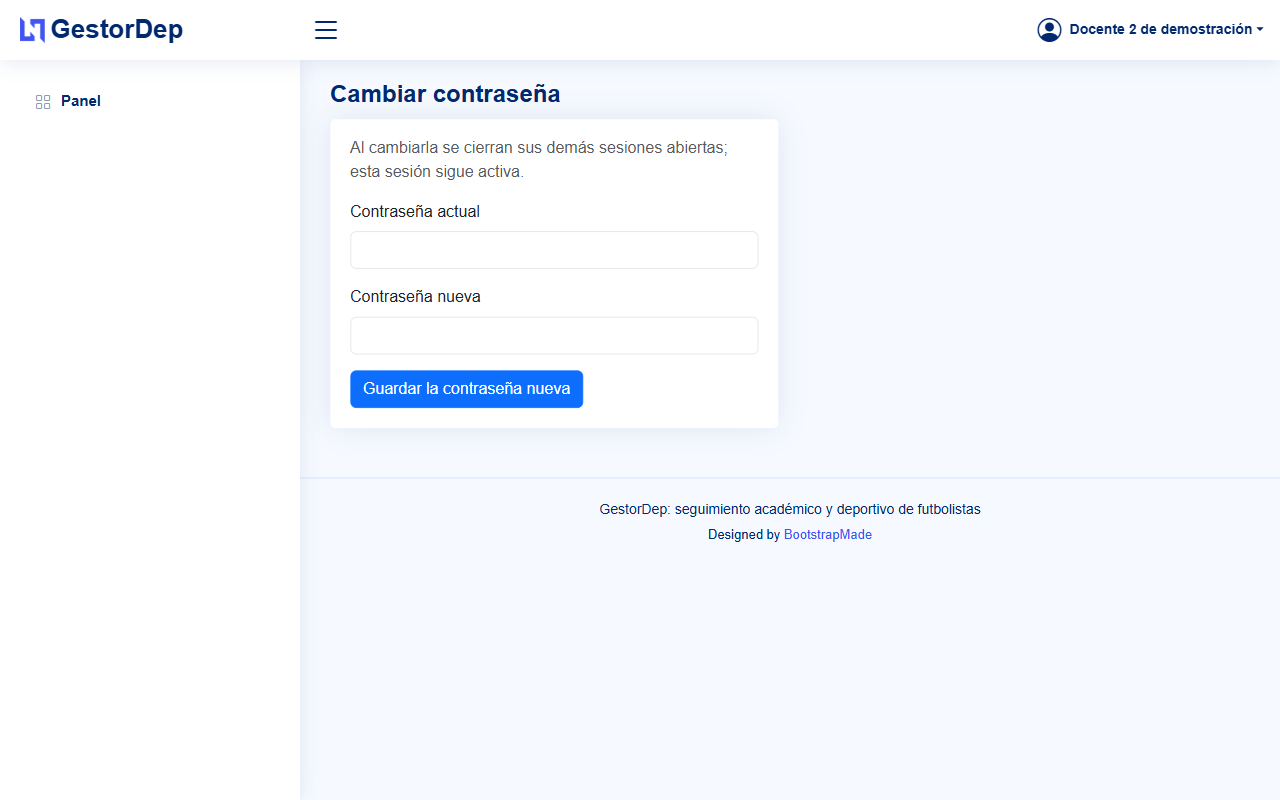 GestorDep
Docente 2 de demostración
Panel
Cambiar contraseña
Al cambiarla se cierran sus demás sesiones abiertas;
esta sesión sigue activa.
Contraseña actual
Contraseña nueva
Guardar la contraseña nueva
GestorDep: seguimiento académico y deportivo de futbolistas
Designed by BootstrapMade